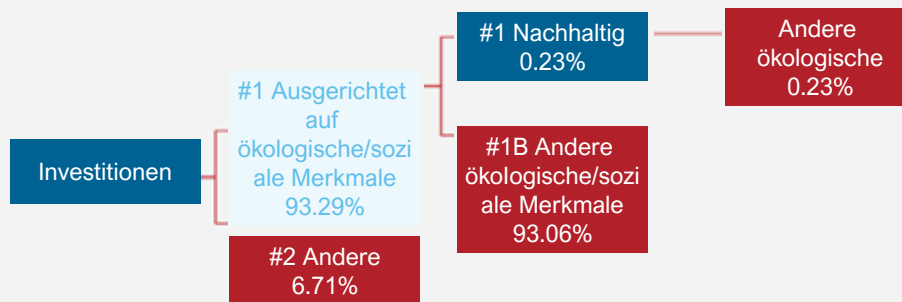 Investitionen
#1 Ausgerichtet
auf
ökologische/sozi
ale Merkmale
93.29%
#2 Andere
6.71%
#1 Nachhaltig
0.23%
#1B Andere
ökologische/sozi
ale Merkmale
93.06%
Andere
ökologische
0.23%